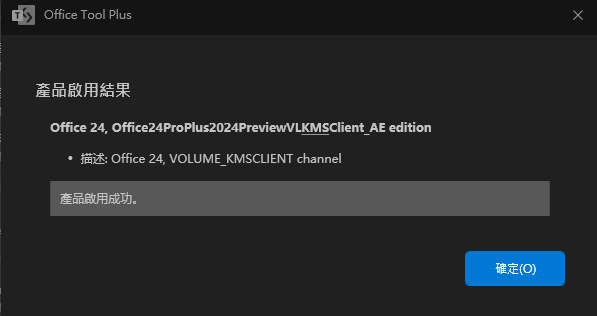 Office Tool Plus
產品啟用結果
Office 24, Office24ProPlus2024PreviewVLKMSClient_AE edition
• 描述: Office 24, VOLUME_KMSCLIENT channel
產品啟用成功。
確定(O)